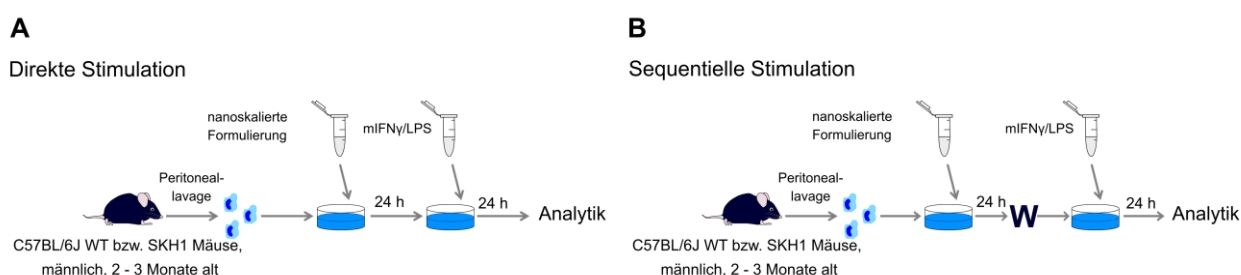 A
Direkte Stimulation
nanoskalierte
Formulierung
mIFNγ/LPS
Peritoneal-
lavage
24 h
24 h
Analytik
C57BL/6J WT bzw. SKH1 Mäuse,
männlich, 2 - 3 Monate alt
B
Sequentielle Stimulation
nanoskalierte
Formulierung
mIFNγ/LPS
Peritoneal-
lavage
24 h
W
24 h
Analytik
C57BL/6J WT bzw. SKH1 Mäuse,
männlich, 2 - 3 Monate alt